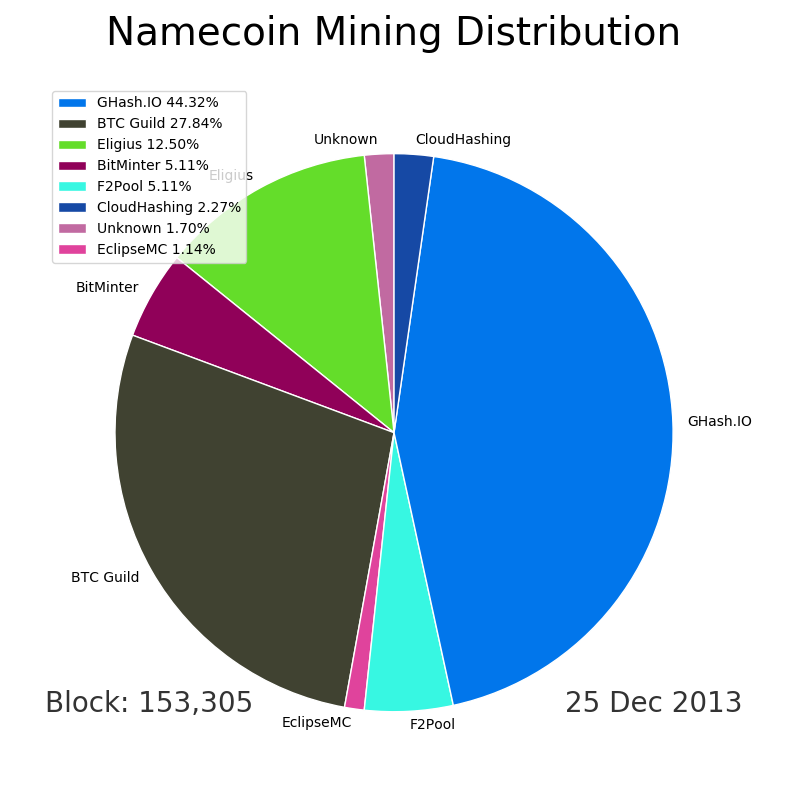 Namecoin Mining Distribution
GHash.IO 44.32%
BTC Guild 27.84%
Eligius 12.50%
BitMinter 5.11%
F2Pool 5.11%
CloudHashing 2.27%
Unknown 1.70%
EclipseMC 1.14%
Unknown
CloudHashing
Eligius
BitMinter
GHash.IO
BTC Guild
EclipseMC
F2Pool
Block: 153,305
25 Dec 2013